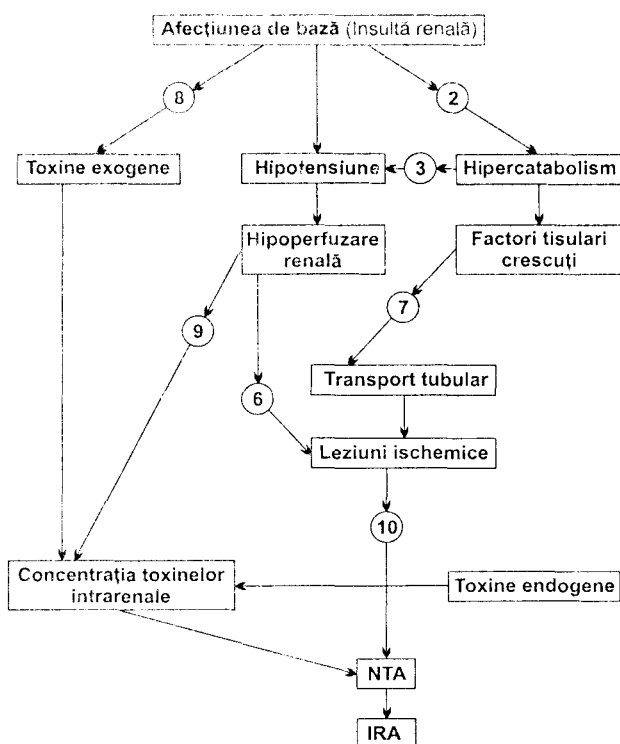 Afecțiunea de bază (Insultă renală)
8
2
Toxine exogene
Hipotensiune
3
Hipercatabolism
Hipoperfuzare
renală
Factori tisulari
crescuți
7
9
Transport tubular
6
Leziuni ischemice
10
Concentrația toxinelor
intrarenale
Toxine endogene
NTA
IRA